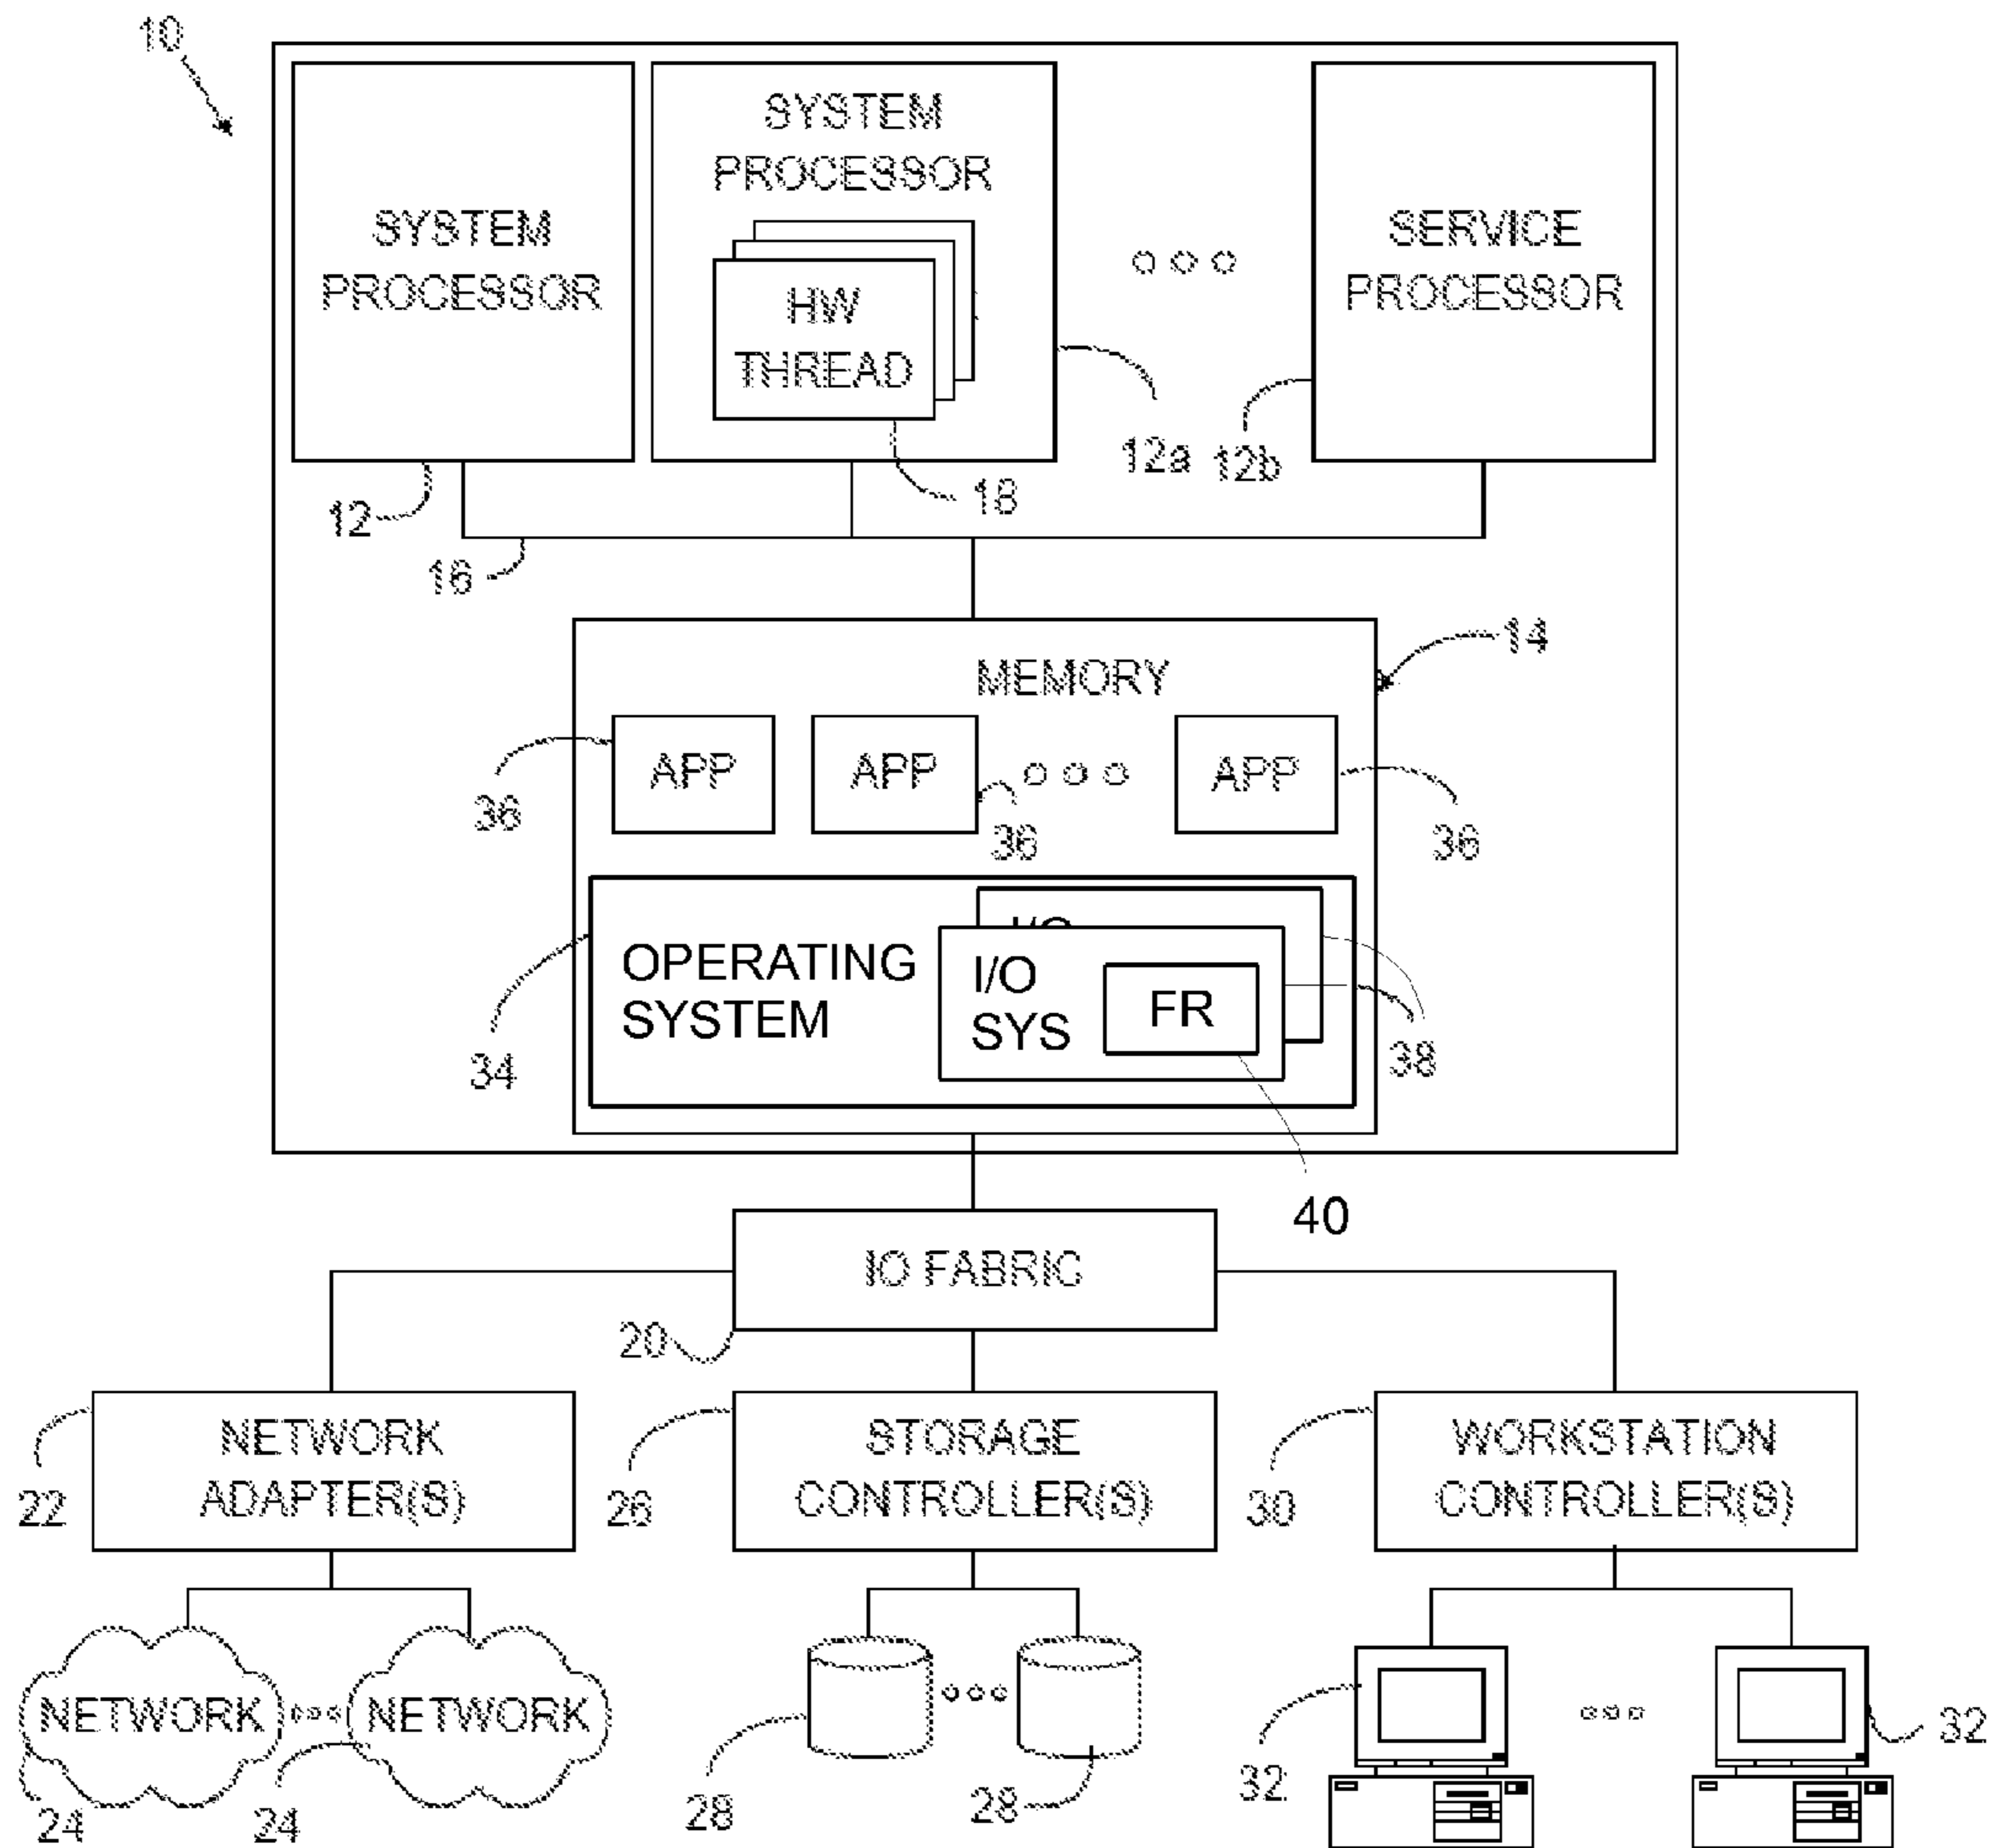 10
SYSTEM
PROCESSOR
SYSTEM
PROCESSOR
HW
THREAD
SERVICE
PROCESSOR
12
16
18
12a
12b
14
MEMORY
APP
APP
APP
36
36
36
OPERATING
SYSTEM
I/O
I/O
SYS
FR
34
38
40
IO FABRIC
20
NETWORK
ADAPTER(S)
22
STORAGE
CONTROLLER(S)
26
WORKSTATION
CONTROLLER(S)
30
NETWORK
NETWORK
24
24
28
28
32
32